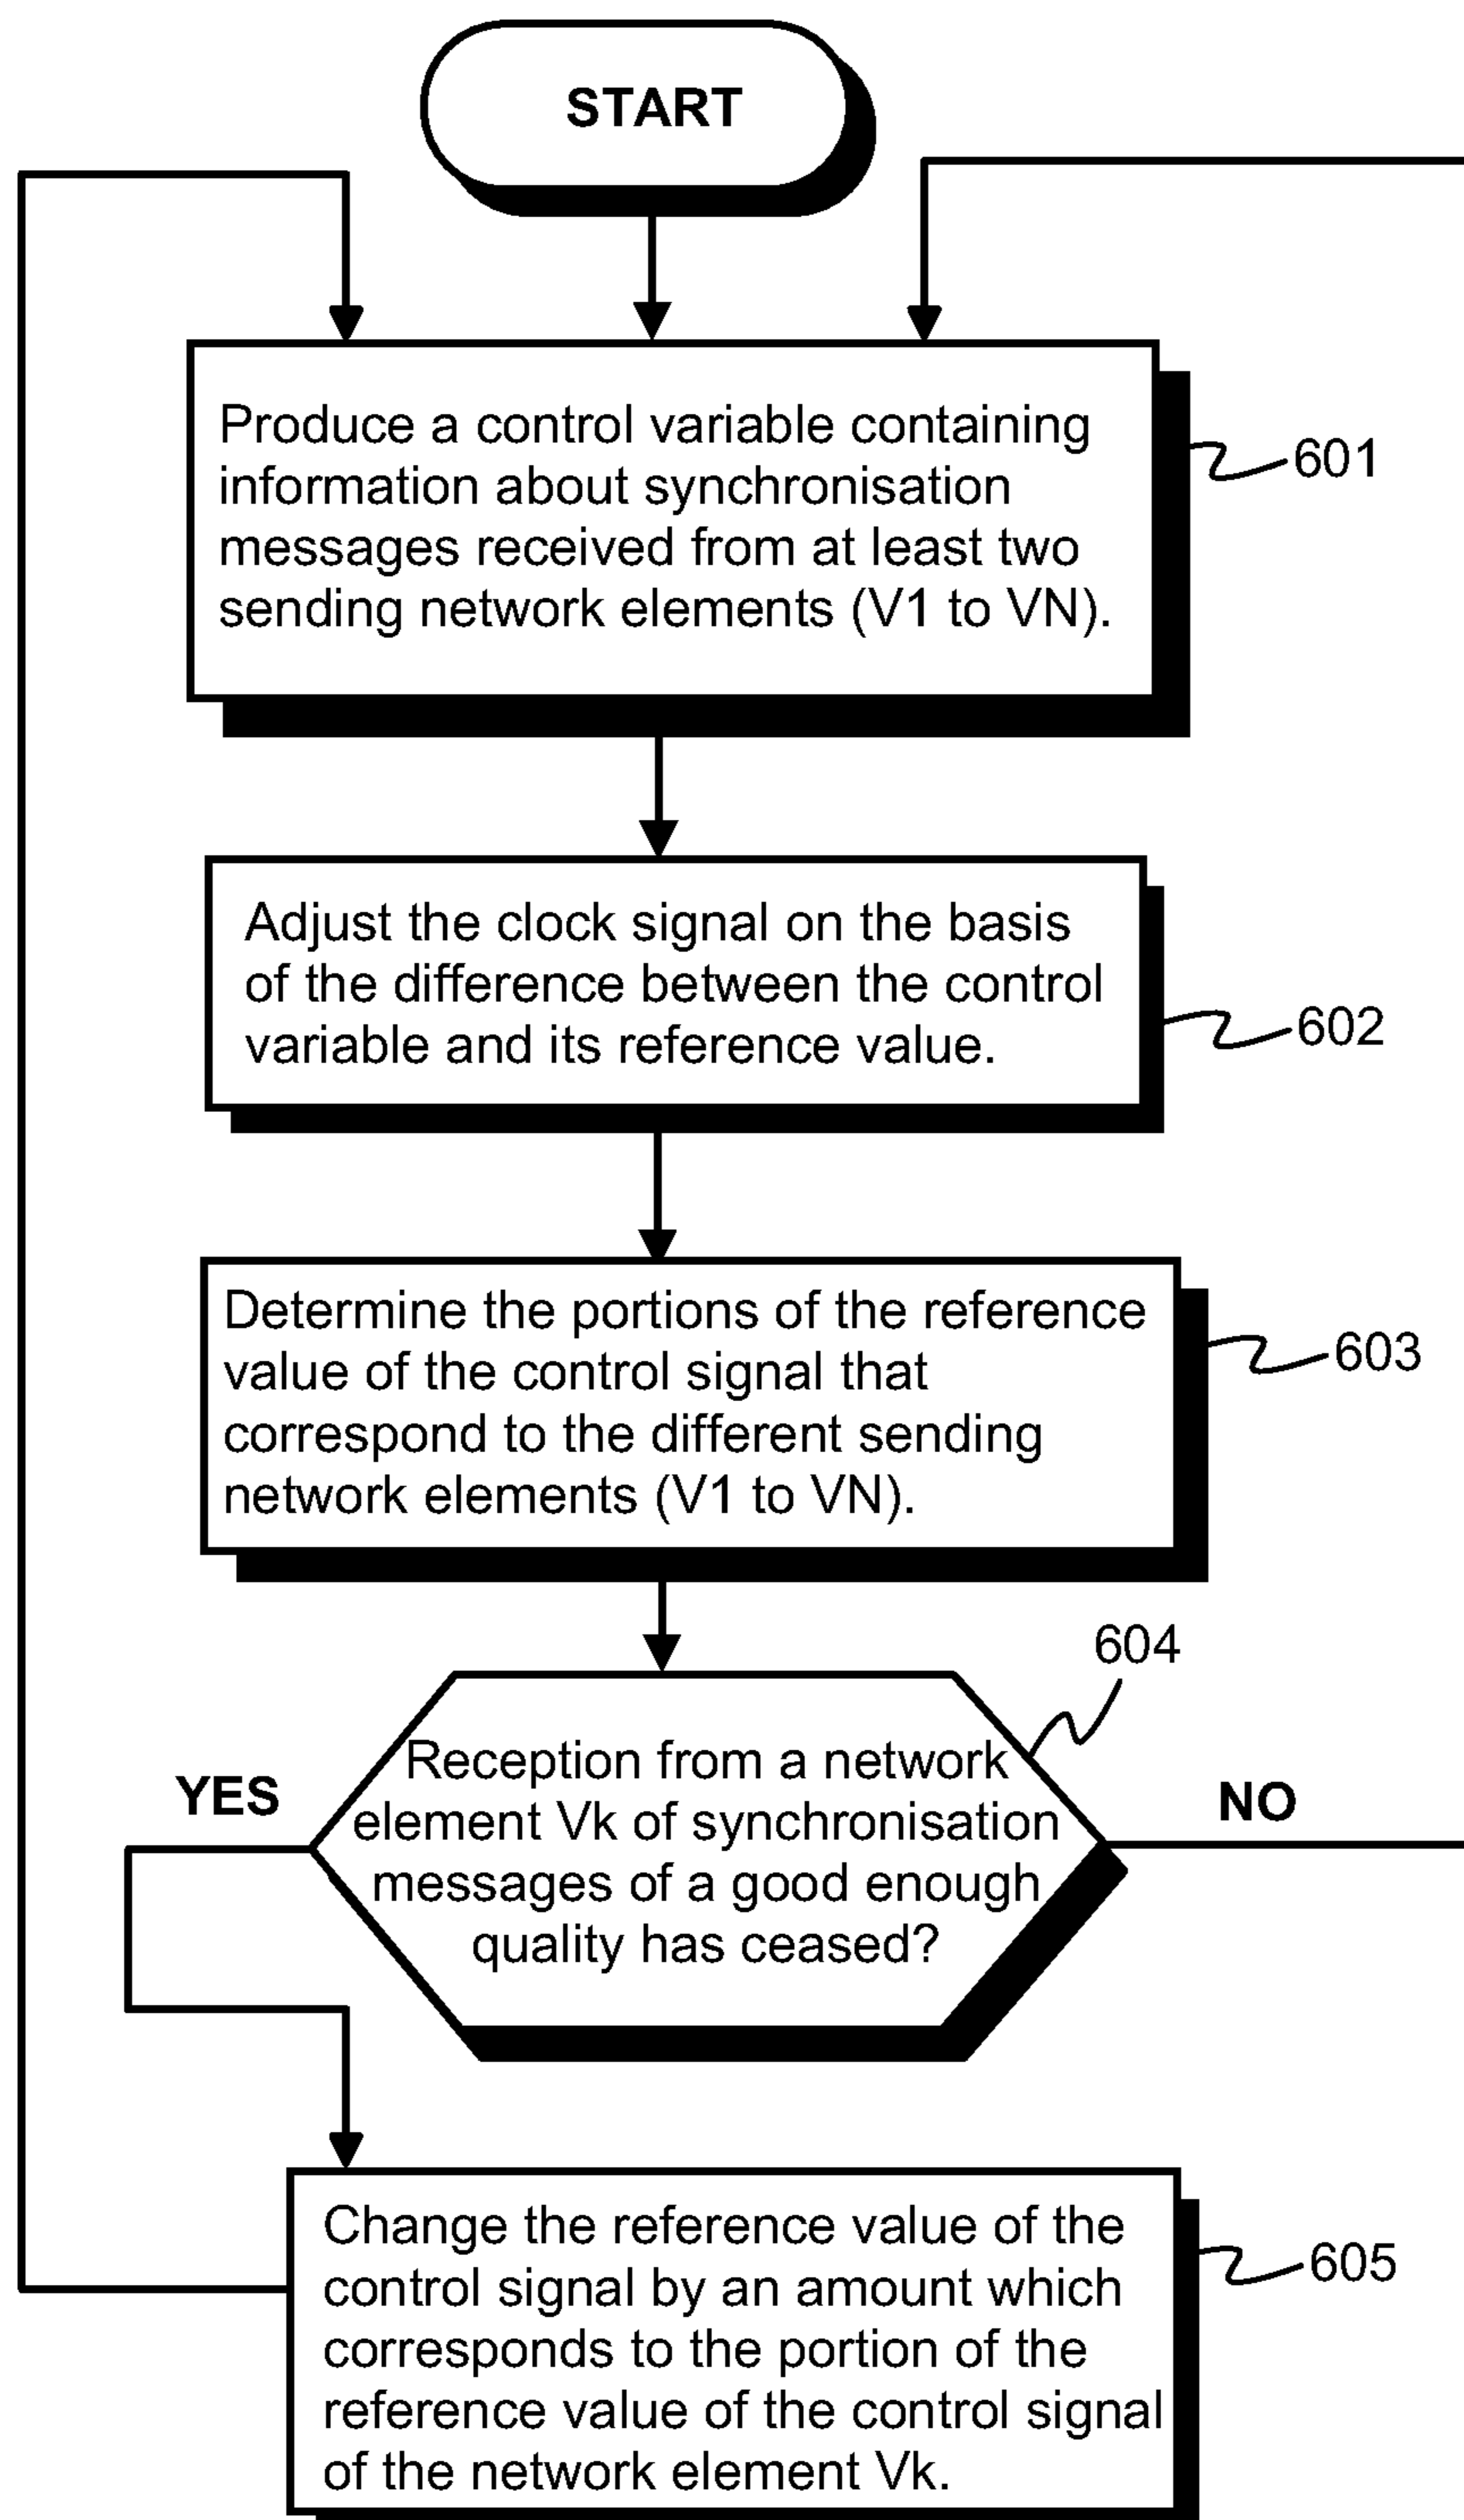 START
Produce a control variable containing
information about synchronisation
messages received from at least two
sending network elements (V1 to VN).
601
Adjust the clock signal on the basis
of the difference between the control
variable and its reference value.
602
Determine the portions of the reference
value of the control signal that
correspond to the different sending
network elements (V1 to VN).
603
604
Reception from a network
element Vk of synchronisation
messages of a good enough
quality has ceased?
YES
NO
Change the reference value of the
control signal by an amount which
corresponds to the portion of the
reference value of the control signal
of the network element Vk.
605